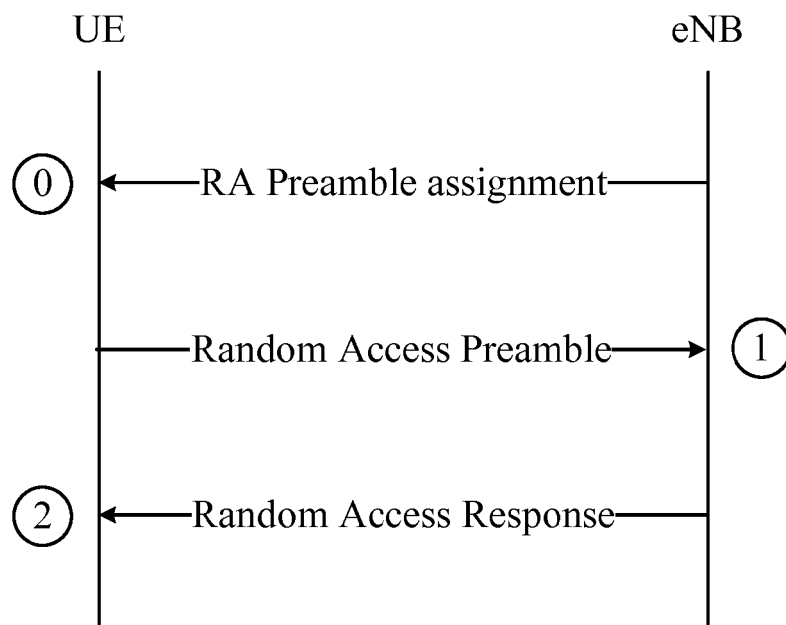 UE eNB
0 RA Preamble assignment
Random Access Preamble 1
2 Random Access Response